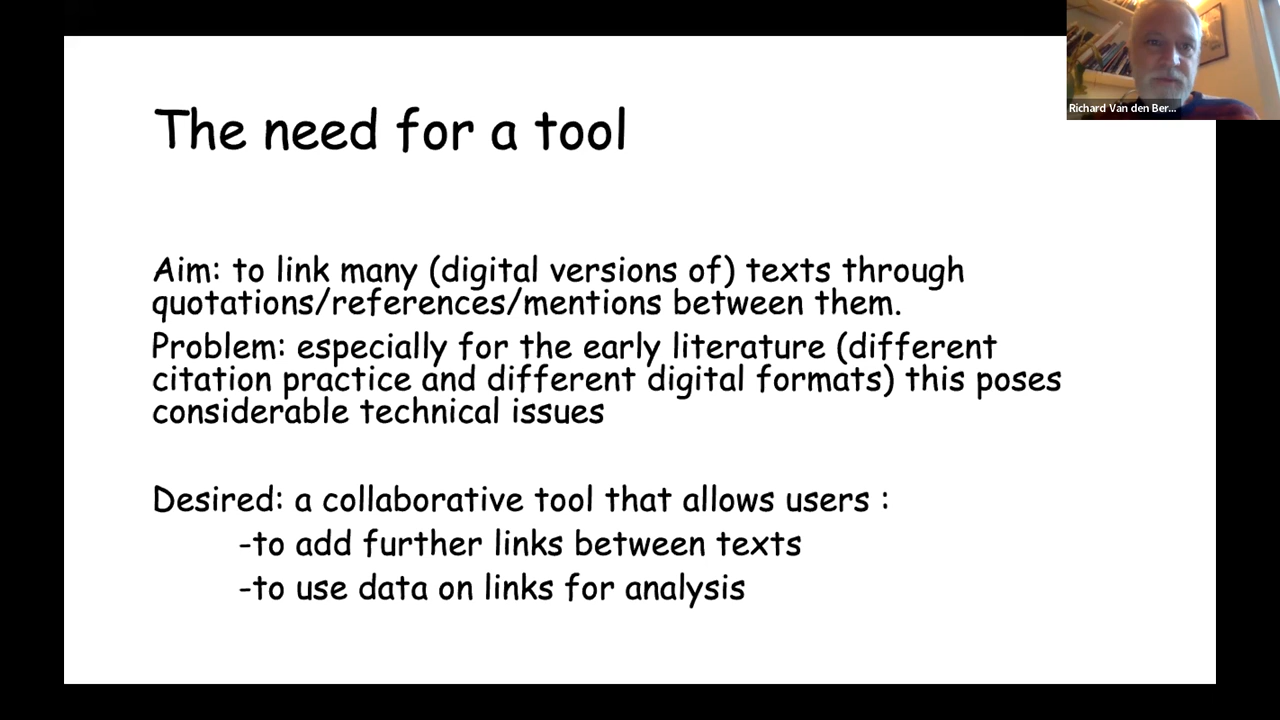 The need for a tool
Richard Van den Ber...
Aim: to link many (digital versions of) texts through
quotations/references/mentions between them.
Problem: especially for the early literature (different
citation practice and different digital formats) this poses
considerable technical issues
Desired: a collaborative tool that allows users :
-to add further links between texts
-to use data on links for analysis